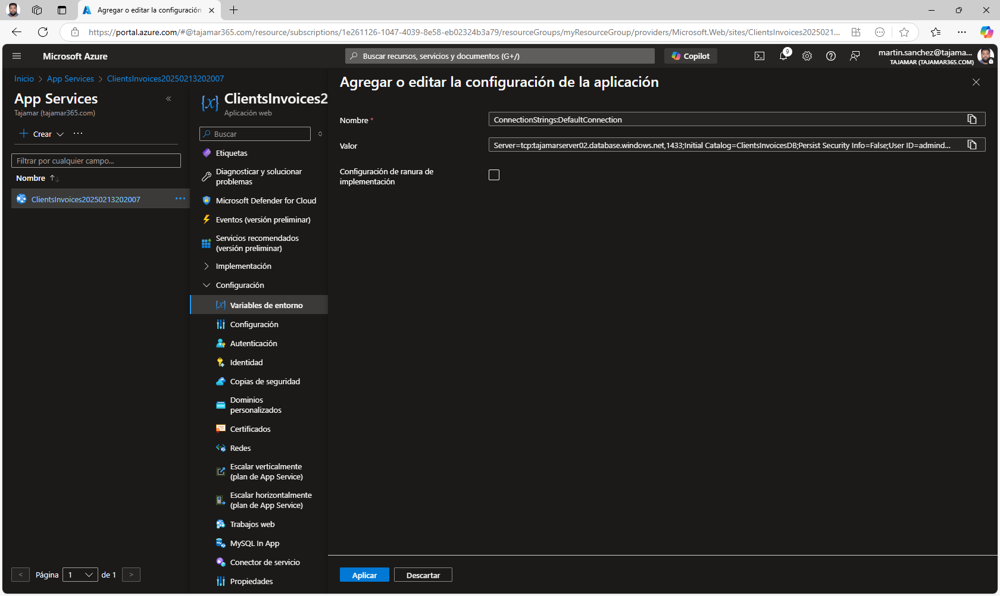 Agregar o editar la configuración
https://portal.azure.com/#@tajamar365.com/resource/subscriptions/1e261126-1047-4039-8e58-eb02324b3a79/resourceGroups/myResourceGroup/providers/Microsoft.Web/sites/ClientsInvoices2025021...
Microsoft Azure
Buscar recursos, servicios y documentos (G+/)
Copilot
9
martin.sanchez@tajama...
TAJAMAR (TAJAMAR365.COM)
Inicio > App Services > ClientsInvoices20250213202007
App Services
Tajamar (tajamar365.com)
Crear
Filtrar por cualquier campo...
Nombre
ClientsInvoices20250213202007
Página 1 de 1
ClientsInvoices2
Aplicación web
Buscar
Etiquetas
Diagnosticar y solucionar
problemas
Microsoft Defender for Cloud
Eventos (versión preliminar)
Servicios recomendados
(versión preliminar)
Implementación
Configuración
Variables de entorno
Configuración
Autenticación
Identidad
Copias de seguridad
Dominios
personalizados
Certificados
Redes
Escalar verticalmente
(plan de App Service)
Escalar horizontalmente
(plan de App Service)
Trabajos web
MySQL In App
Conector de servicio
Propiedades
Agregar o editar la configuración de la aplicación
Nombre *
ConnectionStrings:DefaultConnection
Valor
Server=tcp:tajamarserver02.database.windows.net,1433;Initial Catalog=ClientsInvoicesDB;Persist Security Info=False;User ID=admind...
Configuración de ranura de
implementación
Aplicar
Descartar